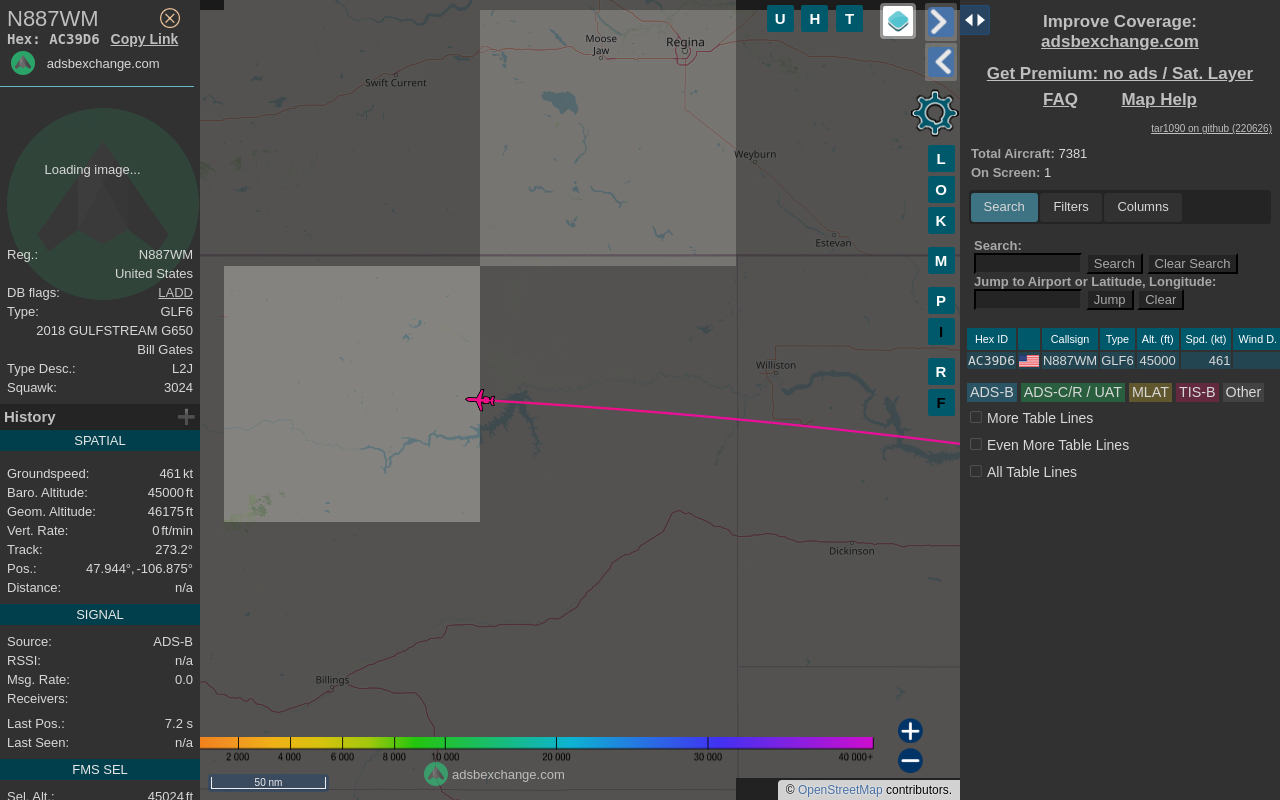 N887WM
Hex: AC39D6 Copy Link
adsbexchange.com
Loading image...
Reg.: N887WM
United States
DB flags: LADD
Type: GLF6
2018 GULFSTREAM G650
Bill Gates
Type Desc.: L2J
Squawk: 3024
History
SPATIAL
Groundspeed: 461 kt
Baro. Altitude: 45000 ft
Geom. Altitude: 46175 ft
Vert. Rate: 0 ft/min
Track: 273.2°
Pos.: 47.944°, -106.875°
Distance: n/a
SIGNAL
Source: ADS-B
RSSI: n/a
Msg. Rate: 0.0
Receivers:
Last Pos.: 7.2 s
Last Seen: n/a
FMS SEL
Sel. Alt.: 45024 ft
U H T
Moose
Jaw
Regina
Swift Current
Weyburn
Estevan
Williston
Dickinson
Billings
L
O
K
M
P
I
R
F
2 000 4 000 6 000 8 000 10 000 20 000 30 000 40 000+
adsbexchange.com
50 nm
© OpenStreetMap contributors.
Improve Coverage:
adsbexchange.com
Get Premium: no ads / Sat. Layer
FAQ Map Help
tar1090 on github (220626)
Total Aircraft: 7381
On Screen: 1
Search Filters Columns
Search:
Search Clear Search
Jump to Airport or Latitude, Longitude:
Jump Clear
Hex ID Callsign Type Alt. (ft) Spd. (kt) Wind D.
AC39D6 N887WM GLF6 45000 461
ADS-B ADS-C/R / UAT MLAT TIS-B Other
More Table Lines
Even More Table Lines
All Table Lines